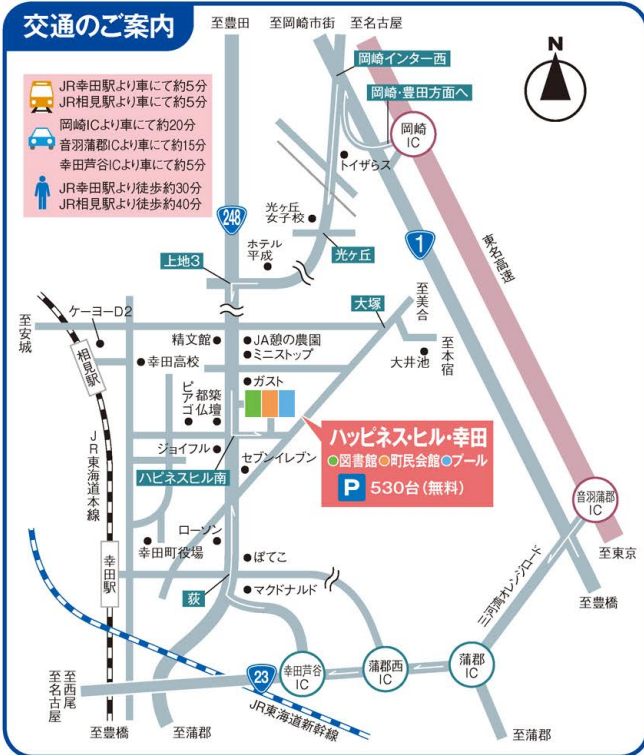 交通のご案内
JR幸田駅より車にて約5分
JR相見駅より車にて約5分
岡崎ICより車にて約20分
音羽蒲郡ICより車にて約15分
幸田芦谷ICより車にて約5分
JR幸田駅より徒歩約30分
JR相見駅より徒歩約40分
至豊田
至岡崎市街
至名古屋
N
岡崎インター西
岡崎・豊田方面へ
岡崎
IC
トイザらス
光ヶ丘
女子校
248
ホテル
平成
光ヶ丘
上地3
1
東名高速
大塚
至美合
至本宿
大井池
ケーヨーD2
至安城
相見駅
精文館
JA憩の農園
ミニストップ
幸田高校
ガスト
ピアゴ
都築
仏壇
ハッピネス・ヒル・幸田
●図書館●町民会館●プール
P 530台(無料)
ジョイフル
セブンイレブン
ハピネスヒル南
JR東海道本線
音羽蒲郡
IC
至東京
ローソン
幸田町役場
ぽてこ
幸田駅
荻
マクドナルド
三河湾オレンジロード
至豊橋
幸田芦谷
IC
蒲郡西
IC
蒲郡
IC
23
至西尾
至名古屋
JR東海道新幹線
至豊橋
至蒲郡
至蒲郡